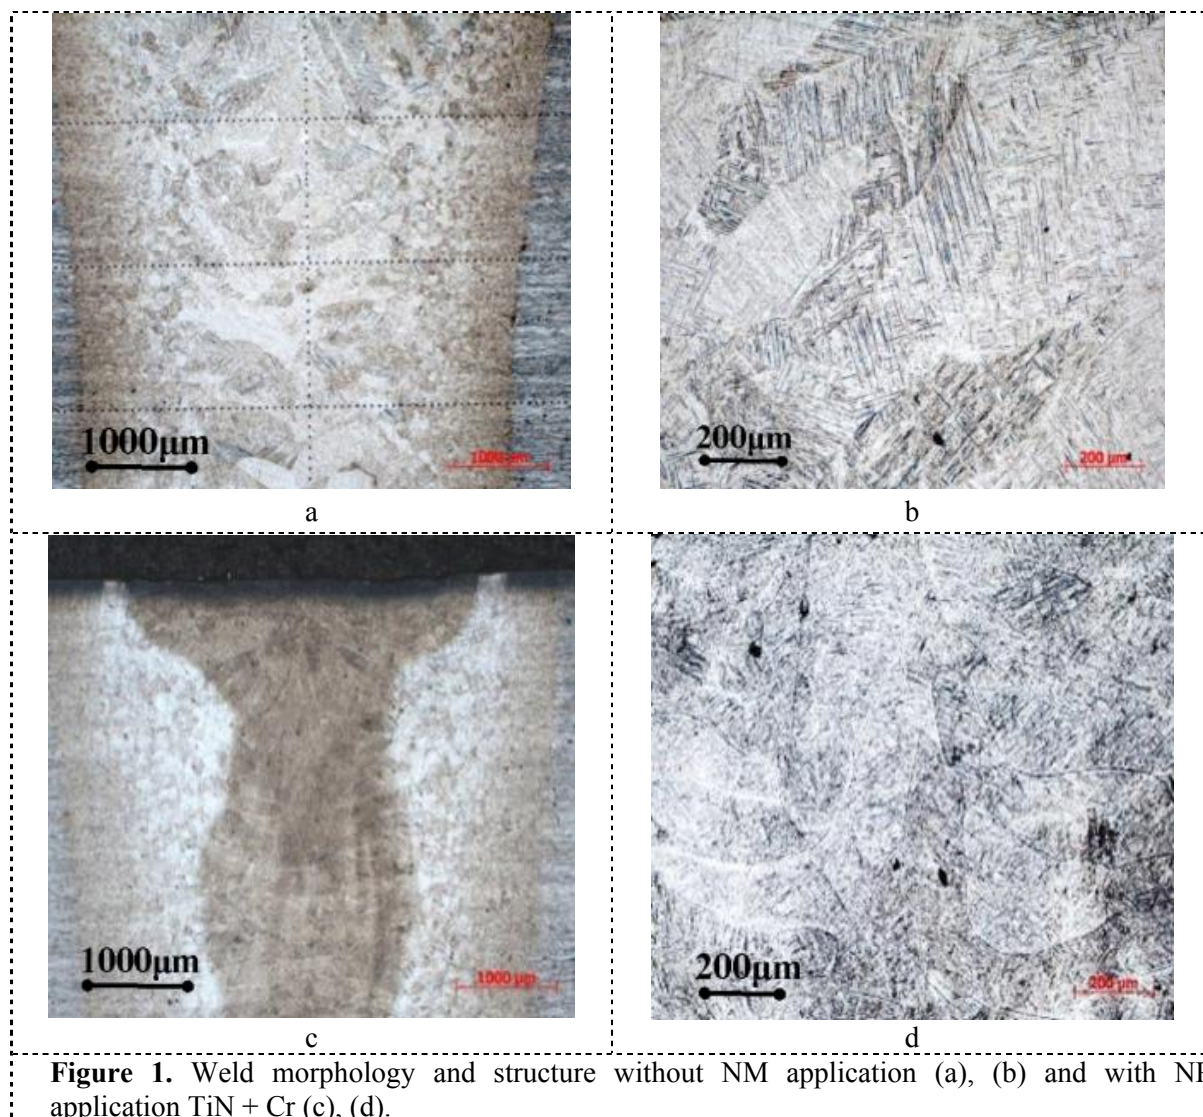 1000µm
1000 µm
200µm
200 µm
a
b
1000µm
1000 µm
200µm
200 µm
c
d
Figure 1. Weld morphology and structure without NM application (a), (b) and with
application TiN + Cr (c), (d).